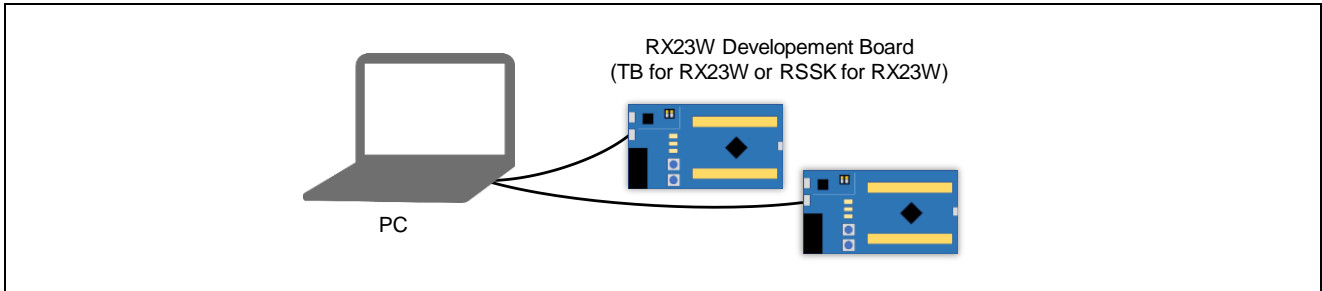 RX23W Developement Board
(TB for RX23W or RSSK for RX23W)
PC